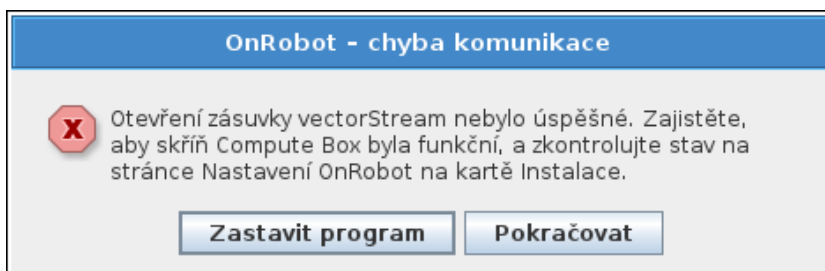 OnRobot - chyba komunikace
Otevření zásuvky vectorStream nebylo úspěšné. Zajistěte,
aby skříň Compute Box byla funkční, a zkontrolujte stav na
stránce Nastavení OnRobot na kartě Instalace.
Zastavit program Pokračovat